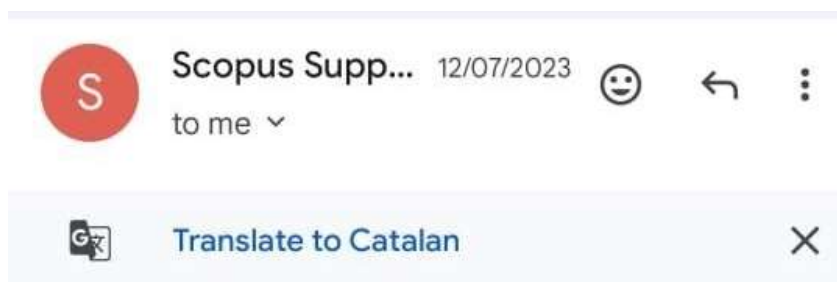 S
Scopus Supp... 12/07/2023
to me
Translate to Catalan